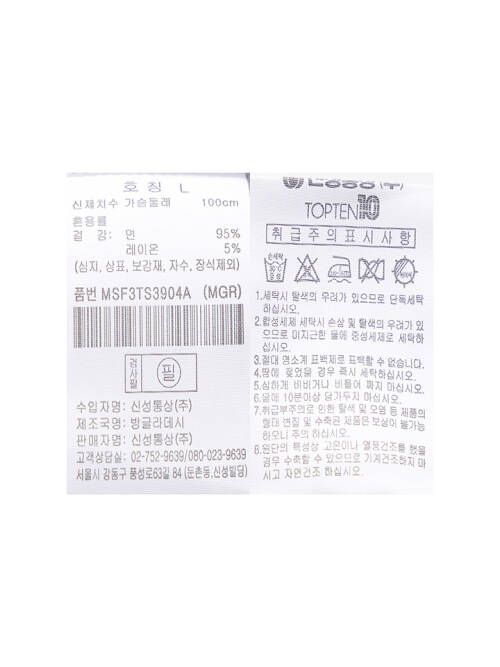 호칭 L
신체치수 가슴둘레 100cm
혼용률
겉 감: 면 95%
레이온 5%
(심지, 상표, 보강재, 자수, 장식제외)
품번 MSF3TS3904A (MGR)
검사필 필
수입자명: 신성통상(주)
제조국명: 방글라데시
판매자명: 신성통상(주)
고객상담실: 02-752-9639/080-023-9639
서울시 강동구 풍성로63길 84 (둔촌동,신성빌딩)
(주)
TOPTEN10
취급주의표시사항
손세탁
1.세탁시 탈색의 우려가 있으므로 단독세탁
하십시오.
2.합성세제 세탁시 손상 및 탈색의 우려가 있
으므로 미지근한 물에 중성세제로 세탁하
십시오.
3.절대 염소계 표백제로 표백할 수 없습니다.
4.땀에 젖었을 경우 즉시 세탁하십시오.
5.심하게 비비거나 비틀어 짜지 마십시오.
6.물에 10분이상 담가두지 마십시오.
7.취급부주의로 인한 탈색 및 오염 등 제품의
형태 변질 및 수축된 제품은 보상이 불가능
하오니 주의 하십시오.
8.원단의 특성상 고온이나 열풍건조를 했을
경우 수축할 수 있으므로 기계건조하지 마
시고 자연건조 하십시오.